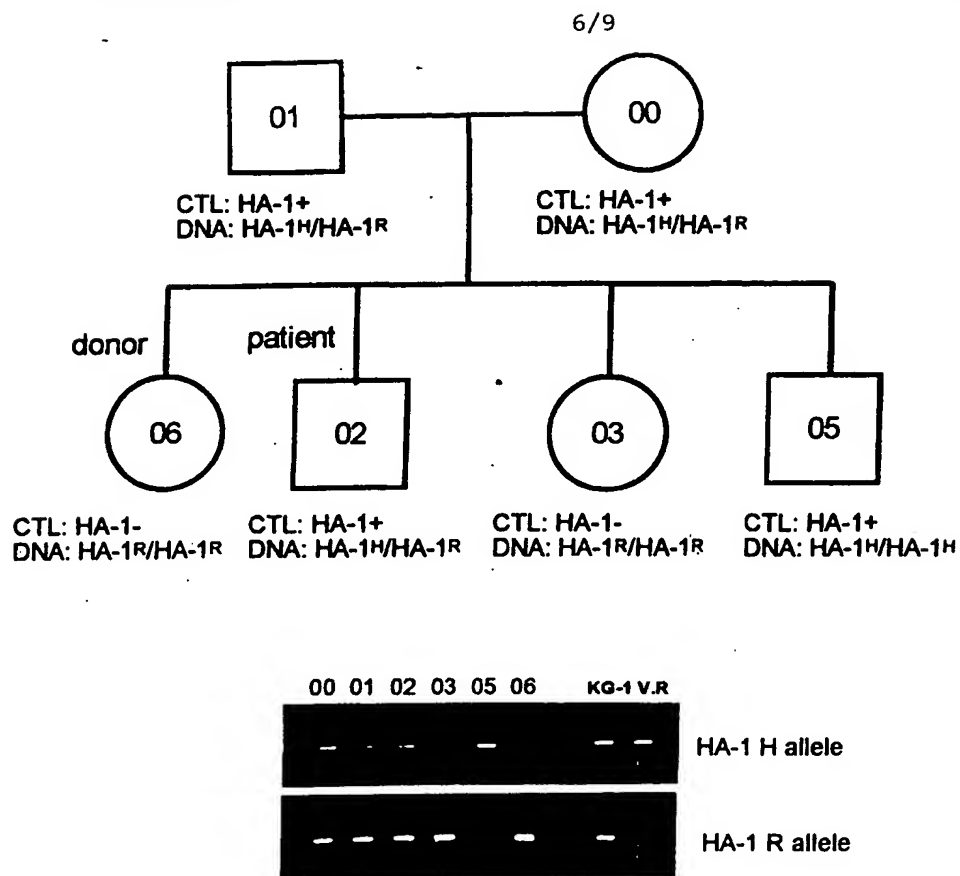 6/9
01
00
CTL: HA-1+
DNA: HA-1H/HA-1R
CTL: HA-1+
DNA: HA-1H/HA-1R
donor
patient
06
02
03
05
CTL: HA-1-
DNA: HA-1R/HA-1R
CTL: HA-1+
DNA: HA-1H/HA-1R
CTL: HA-1-
DNA: HA-1R/HA-1R
CTL: HA-1+
DNA: HA-1H/HA-1H
00 01 02 03 05 06 KG-1 V.R
HA-1 H allele
HA-1 R allele